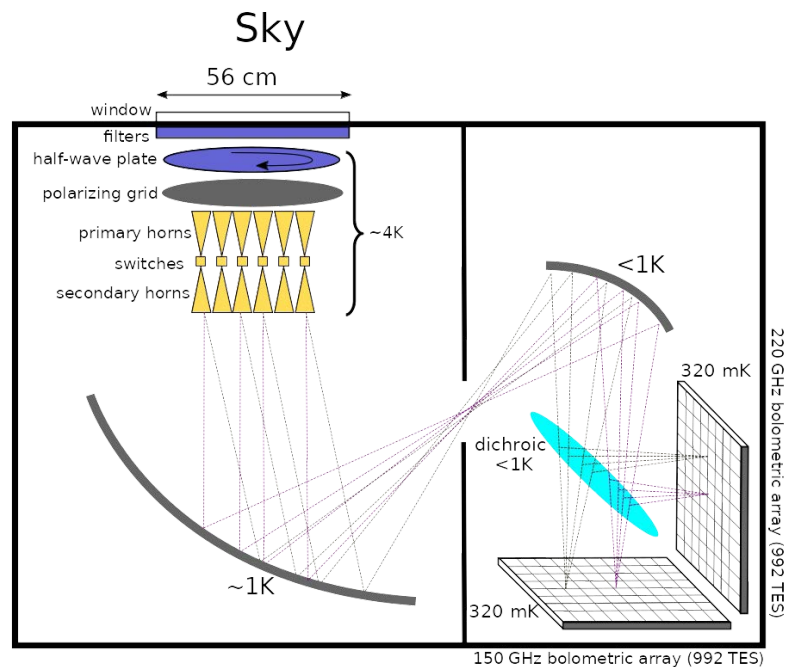 Sky
56 cm
window
filters
half-wave plate
polarizing grid
primary horns
switches
secondary horns
~4K
<1K
320 mK
dichroic
<1K
~1K
320 mK
220 GHz bolometric array (992 TES)
150 GHz bolometric array (992 TES)